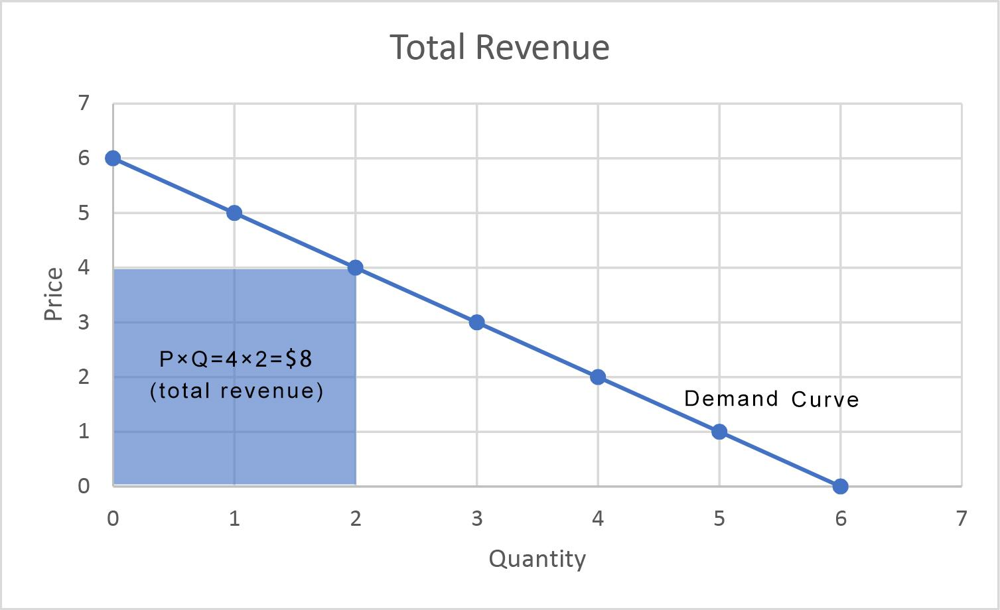 Total Revenue
7
6
5
4
3
2
1
0
Price
P×Q=4×2=$8
(total revenue)
Demand Curve
0 1 2 3 4 5 6 7
Quantity